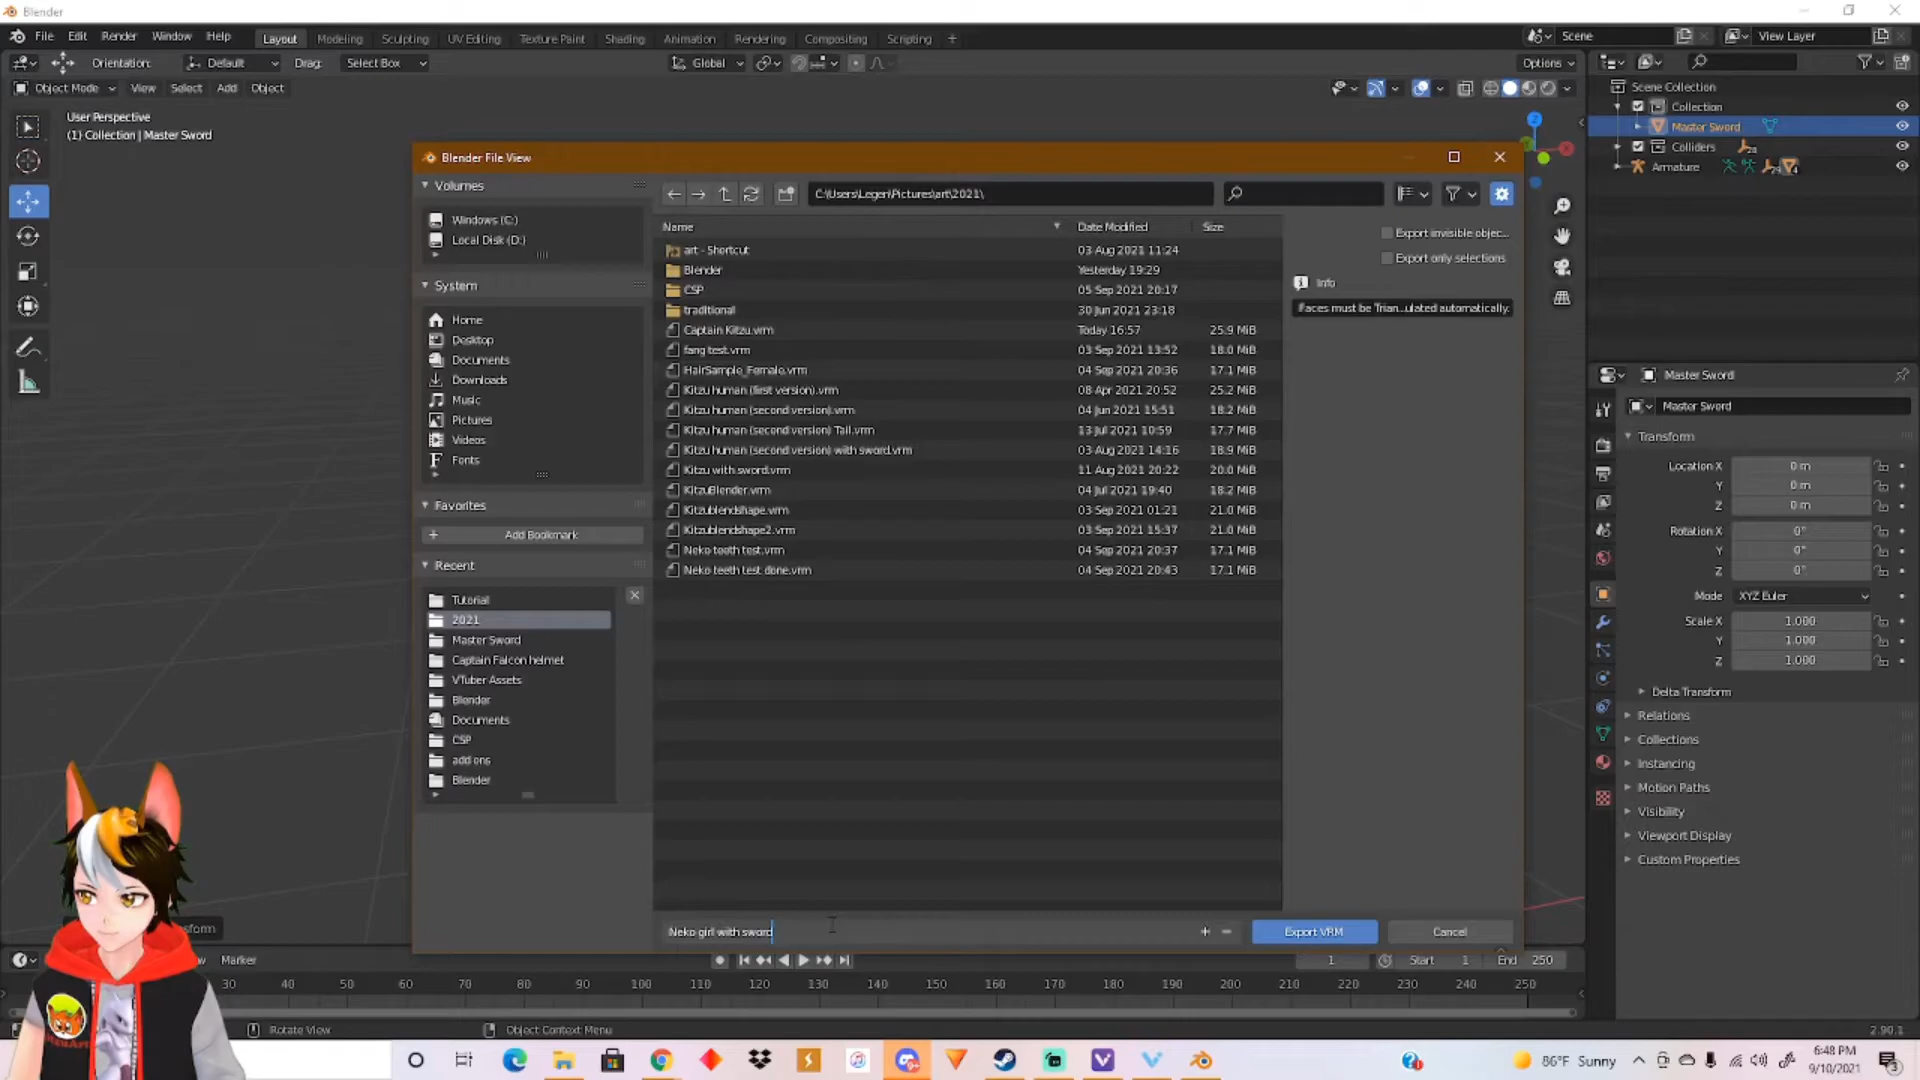 Blender
File Edit Render Window Help Layout Modeling Sculpting UV Editing Texture Paint Shading Animation Rendering Compositing Scripting + Scene View Layer
Orientation: Default Drag: Select Box Global Options
Object Mode View Select Add Object
User Perspective
(1) Collection | Master Sword
Scene Collection
Collection
Master Sword
Colliders
Armature
Blender File View
Volumes
Windows (C:)
Local Disk (D:)
System
Home
Desktop
Documents
Downloads
Music
Pictures
Videos
Fonts
Favorites
Add Bookmark
Recent
Tutorial
2021
Master Sword
Captain Falcon helmet
VTuber Assets
Blender
Documents
CSP
add ons
Blender
C:\Users\Legen\Pictures\art\2021\
Name Date Modified Size
art - Shortcut 03 Aug 2021 11:24
Blender Yesterday 19:29
CSP 05 Sep 2021 20:17
traditional 30 Jun 2021 23:18
Captain Kitzu.vrm Today 16:57 25.9 MiB
fang test.vrm 03 Sep 2021 13:52 18.0 MiB
HairSample_Female.vrm 04 Sep 2021 20:36 17.1 MiB
Kitzu human (first version).vrm 08 Apr 2021 20:52 25.2 MiB
Kitzu human (second version).vrm 04 Jun 2021 15:51 18.2 MiB
Kitzu human (second version) Tail.vrm 13 Jul 2021 10:59 17.7 MiB
Kitzu human (second version) with sword.vrm 03 Aug 2021 14:16 18.9 MiB
Kitzu with sword.vrm 11 Aug 2021 20:22 20.0 MiB
KitzuBlender.vrm 04 Jul 2021 19:40 18.2 MiB
Kitzublendshape.vrm 03 Sep 2021 01:21 21.0 MiB
Kitzublendshape2.vrm 03 Sep 2021 15:37 21.0 MiB
Neko teeth test.vrm 04 Sep 2021 20:37 17.1 MiB
Neko teeth test done.vrm 04 Sep 2021 20:43 17.1 MiB
Export invisible objec...
Export only selections
Info
Faces must be Trian...ulated automatically.
Neko girl with sword + - Export VRM Cancel
Master Sword
Master Sword
Transform
Location X 0 m
Y 0 m
Z 0 m
Rotation X 0°
Y 0°
Z 0°
Mode XYZ Euler
Scale X 1.000
Y 1.000
Z 1.000
Delta Transform
Relations
Collections
Instancing
Motion Paths
Visibility
Viewport Display
Custom Properties
Marker 1 Start 1 End 250
30 40 50 60 70 80 90 100 110 120 130 140 150 160 170 180 190 200 210 220 230 240 250
Rotate View Object Context Menu 2.90.1
86°F Sunny 6:48 PM
9/10/2021